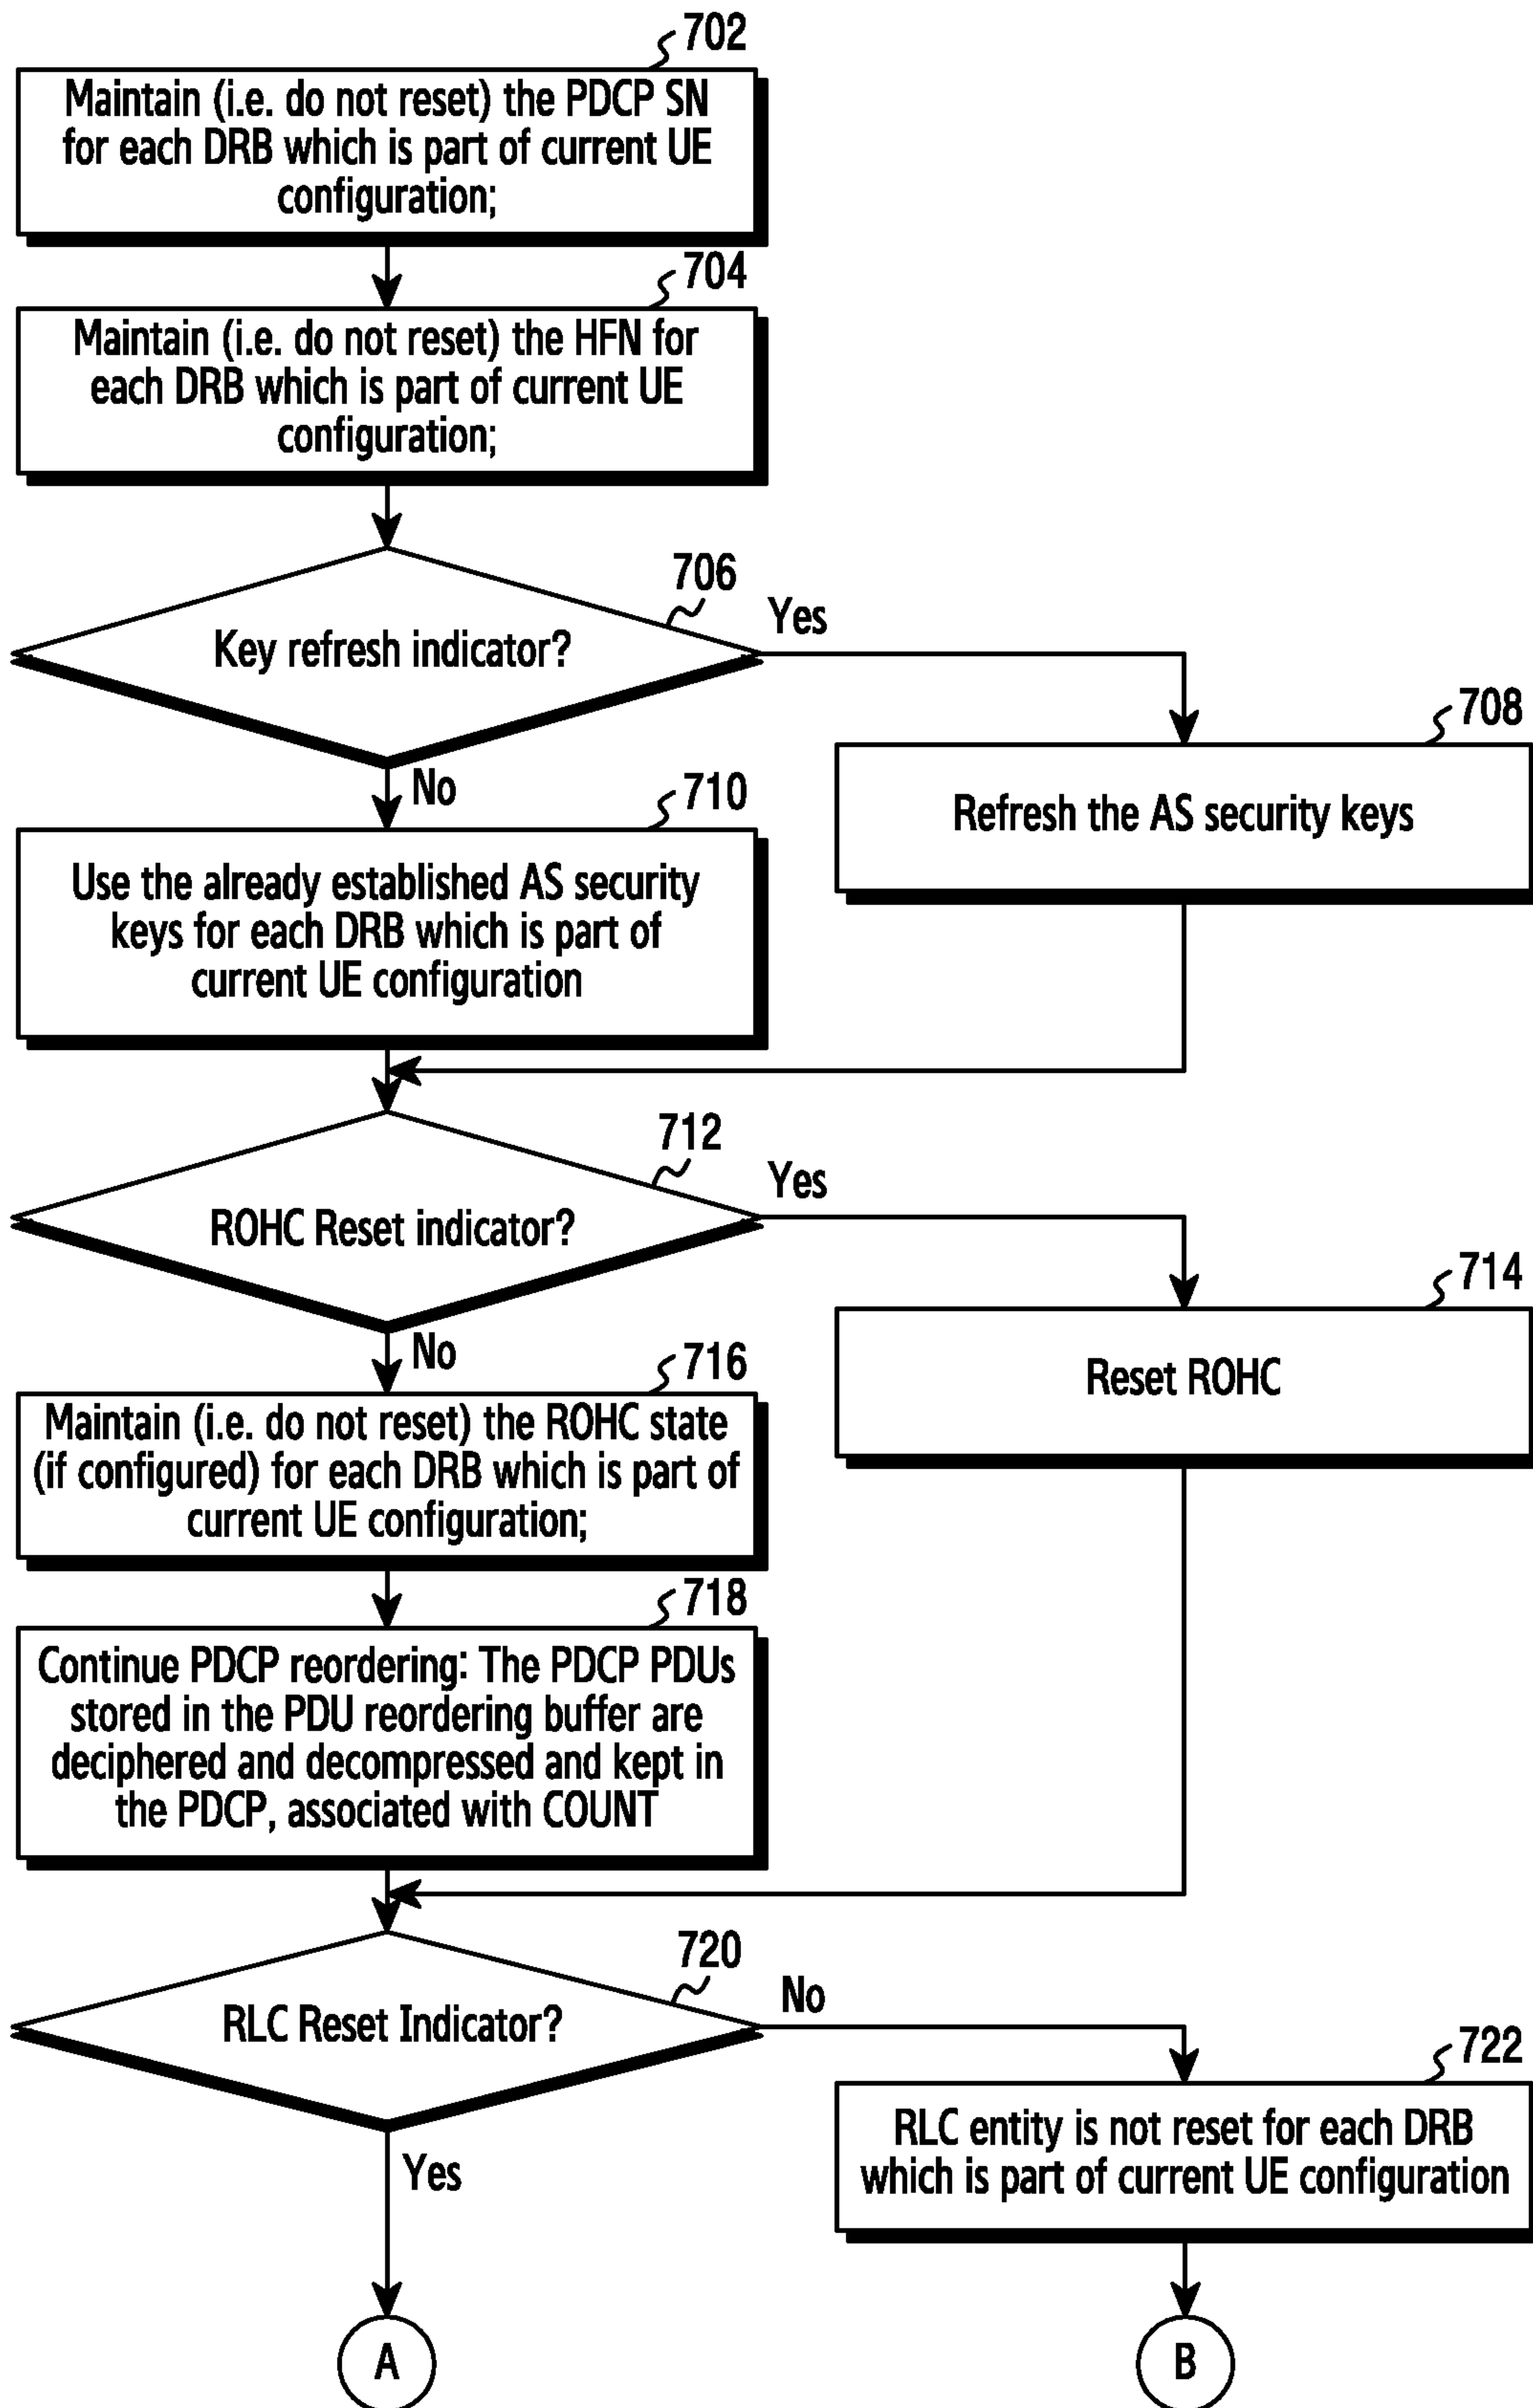 702
Maintain (i.e. do not reset) the PDCP SN
for each DRB which is part of current UE
configuration;
704
Maintain (i.e. do not reset) the HFN for
each DRB which is part of current UE
configuration;
706
Key refresh indicator?
Yes
708
Refresh the AS security keys
No
710
Use the already established AS security
keys for each DRB which is part of
current UE configuration
712
ROHC Reset indicator?
Yes
714
Reset ROHC
No
716
Maintain (i.e. do not reset) the ROHC state
(if configured) for each DRB which is part of
current UE configuration;
718
Continue PDCP reordering: The PDCP PDUs
stored in the PDU reordering buffer are
deciphered and decompressed and kept in
the PDCP, associated with COUNT
720
RLC Reset Indicator?
No
722
RLC entity is not reset for each DRB
which is part of current UE configuration
Yes
A
B